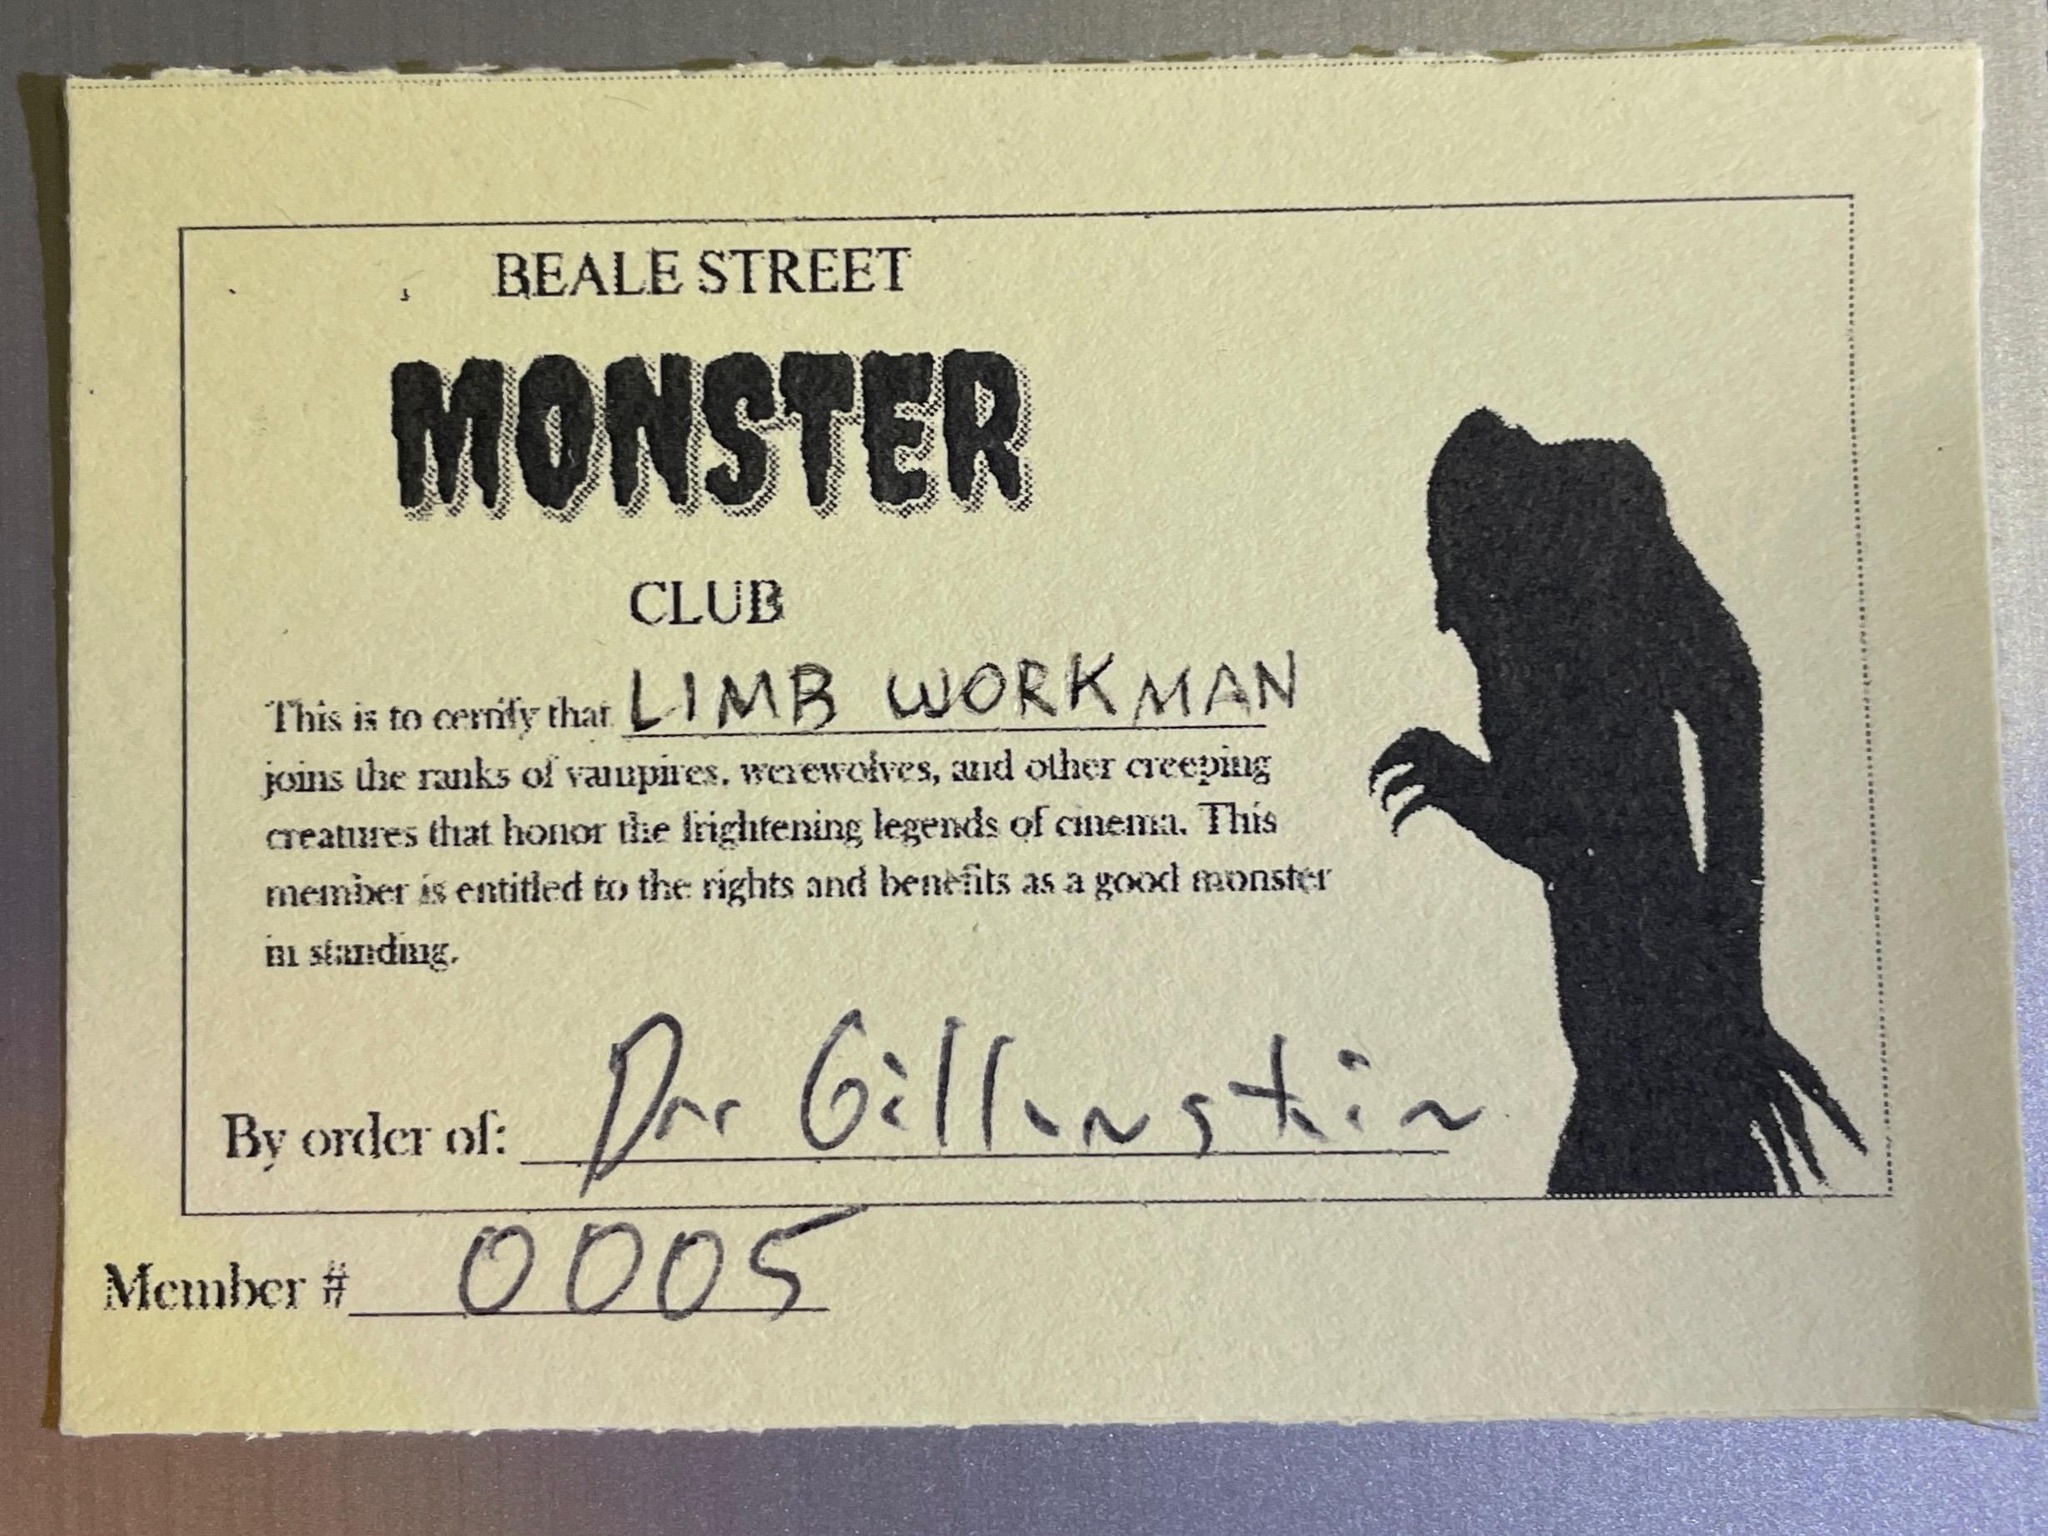 BEALE STREET
MONSTER
CLUB
This is to certify that LIMB WORKMAN
joins the ranks of vampires, werewolves, and other creeping
creatures that honor the frightening legends of cinema. This
member is entitled to the rights and benefits as a good monster
in standing.
By order of: Dr Gillenstein
Member # 0005